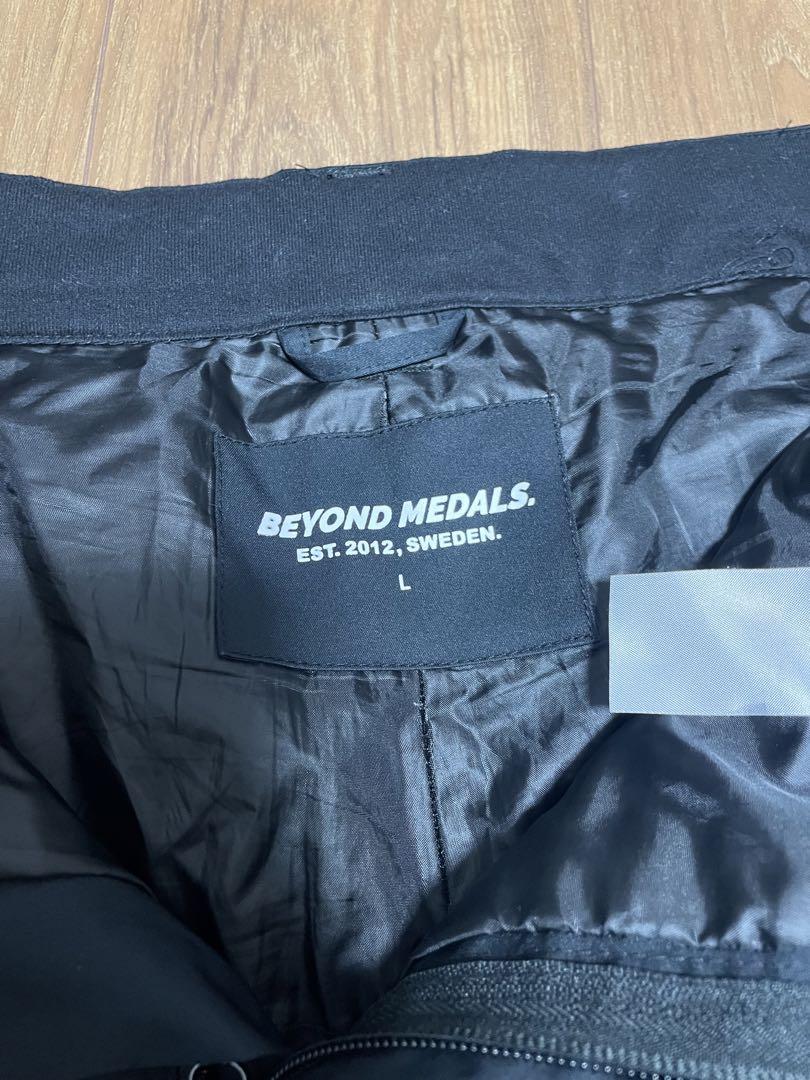 BEYOND MEDALS.
EST. 2012, SWEDEN.
L